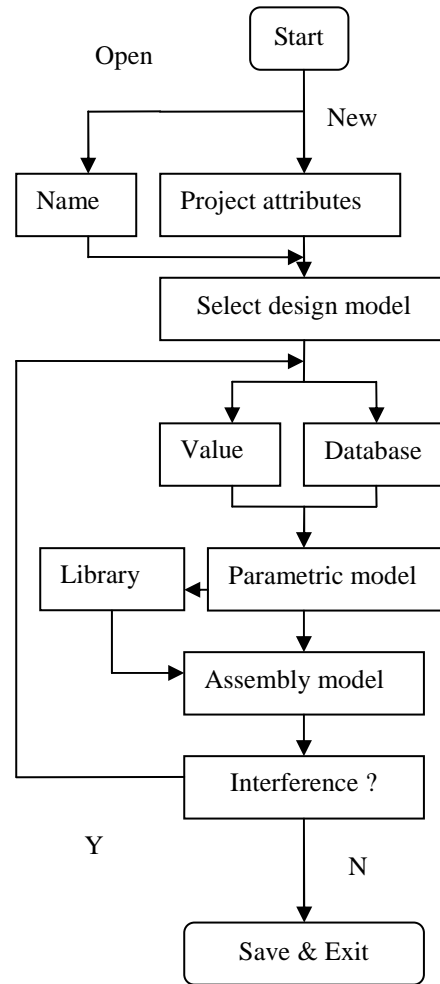 Start
Open
New
Name
Project attributes
Select design model
Value
Database
Library
Parametric model
Assembly model
Interference ?
Y
N
Save & Exit